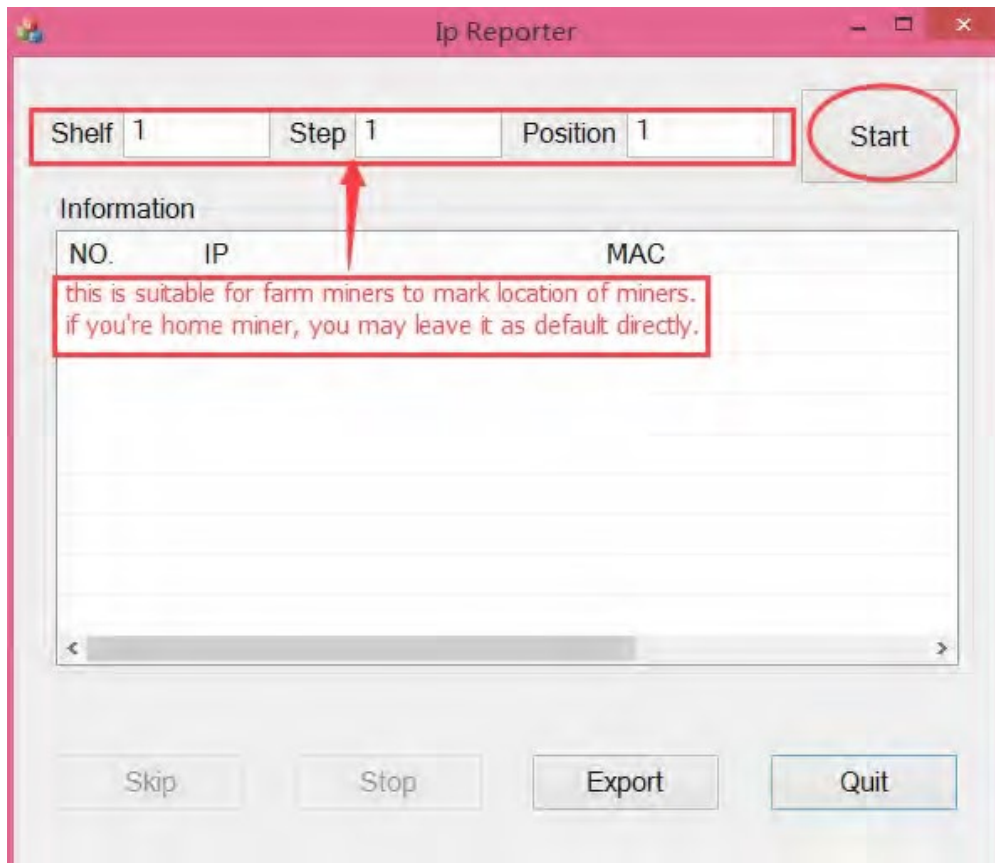 Ip Reporter
Shelf 1 Step 1 Position 1 Start
Information
NO. IP MAC
this is suitable for farm miners to mark location of miners.
if you're home miner, you may leave it as default directly.
Skip Stop Export Quit